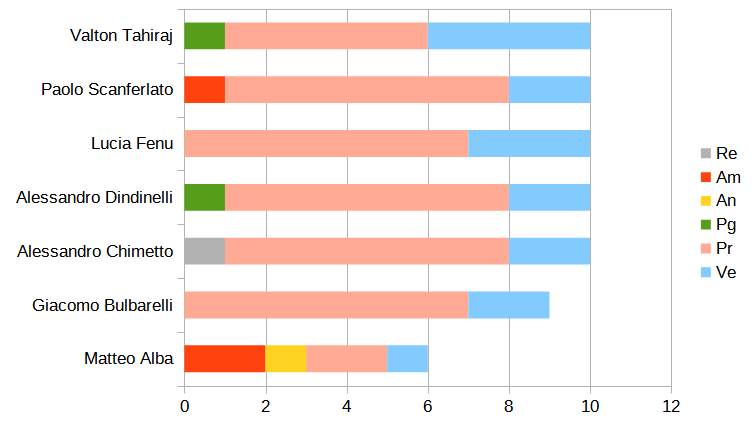 Valton Tahiraj
Paolo Scanferlato
Lucia Fenu
Alessandro Dindinelli
Alessandro Chimetto
Giacomo Bulbarelli
Matteo Alba
0 2 4 6 8 10 12
Re
Am
An
Pg
Pr
Ve